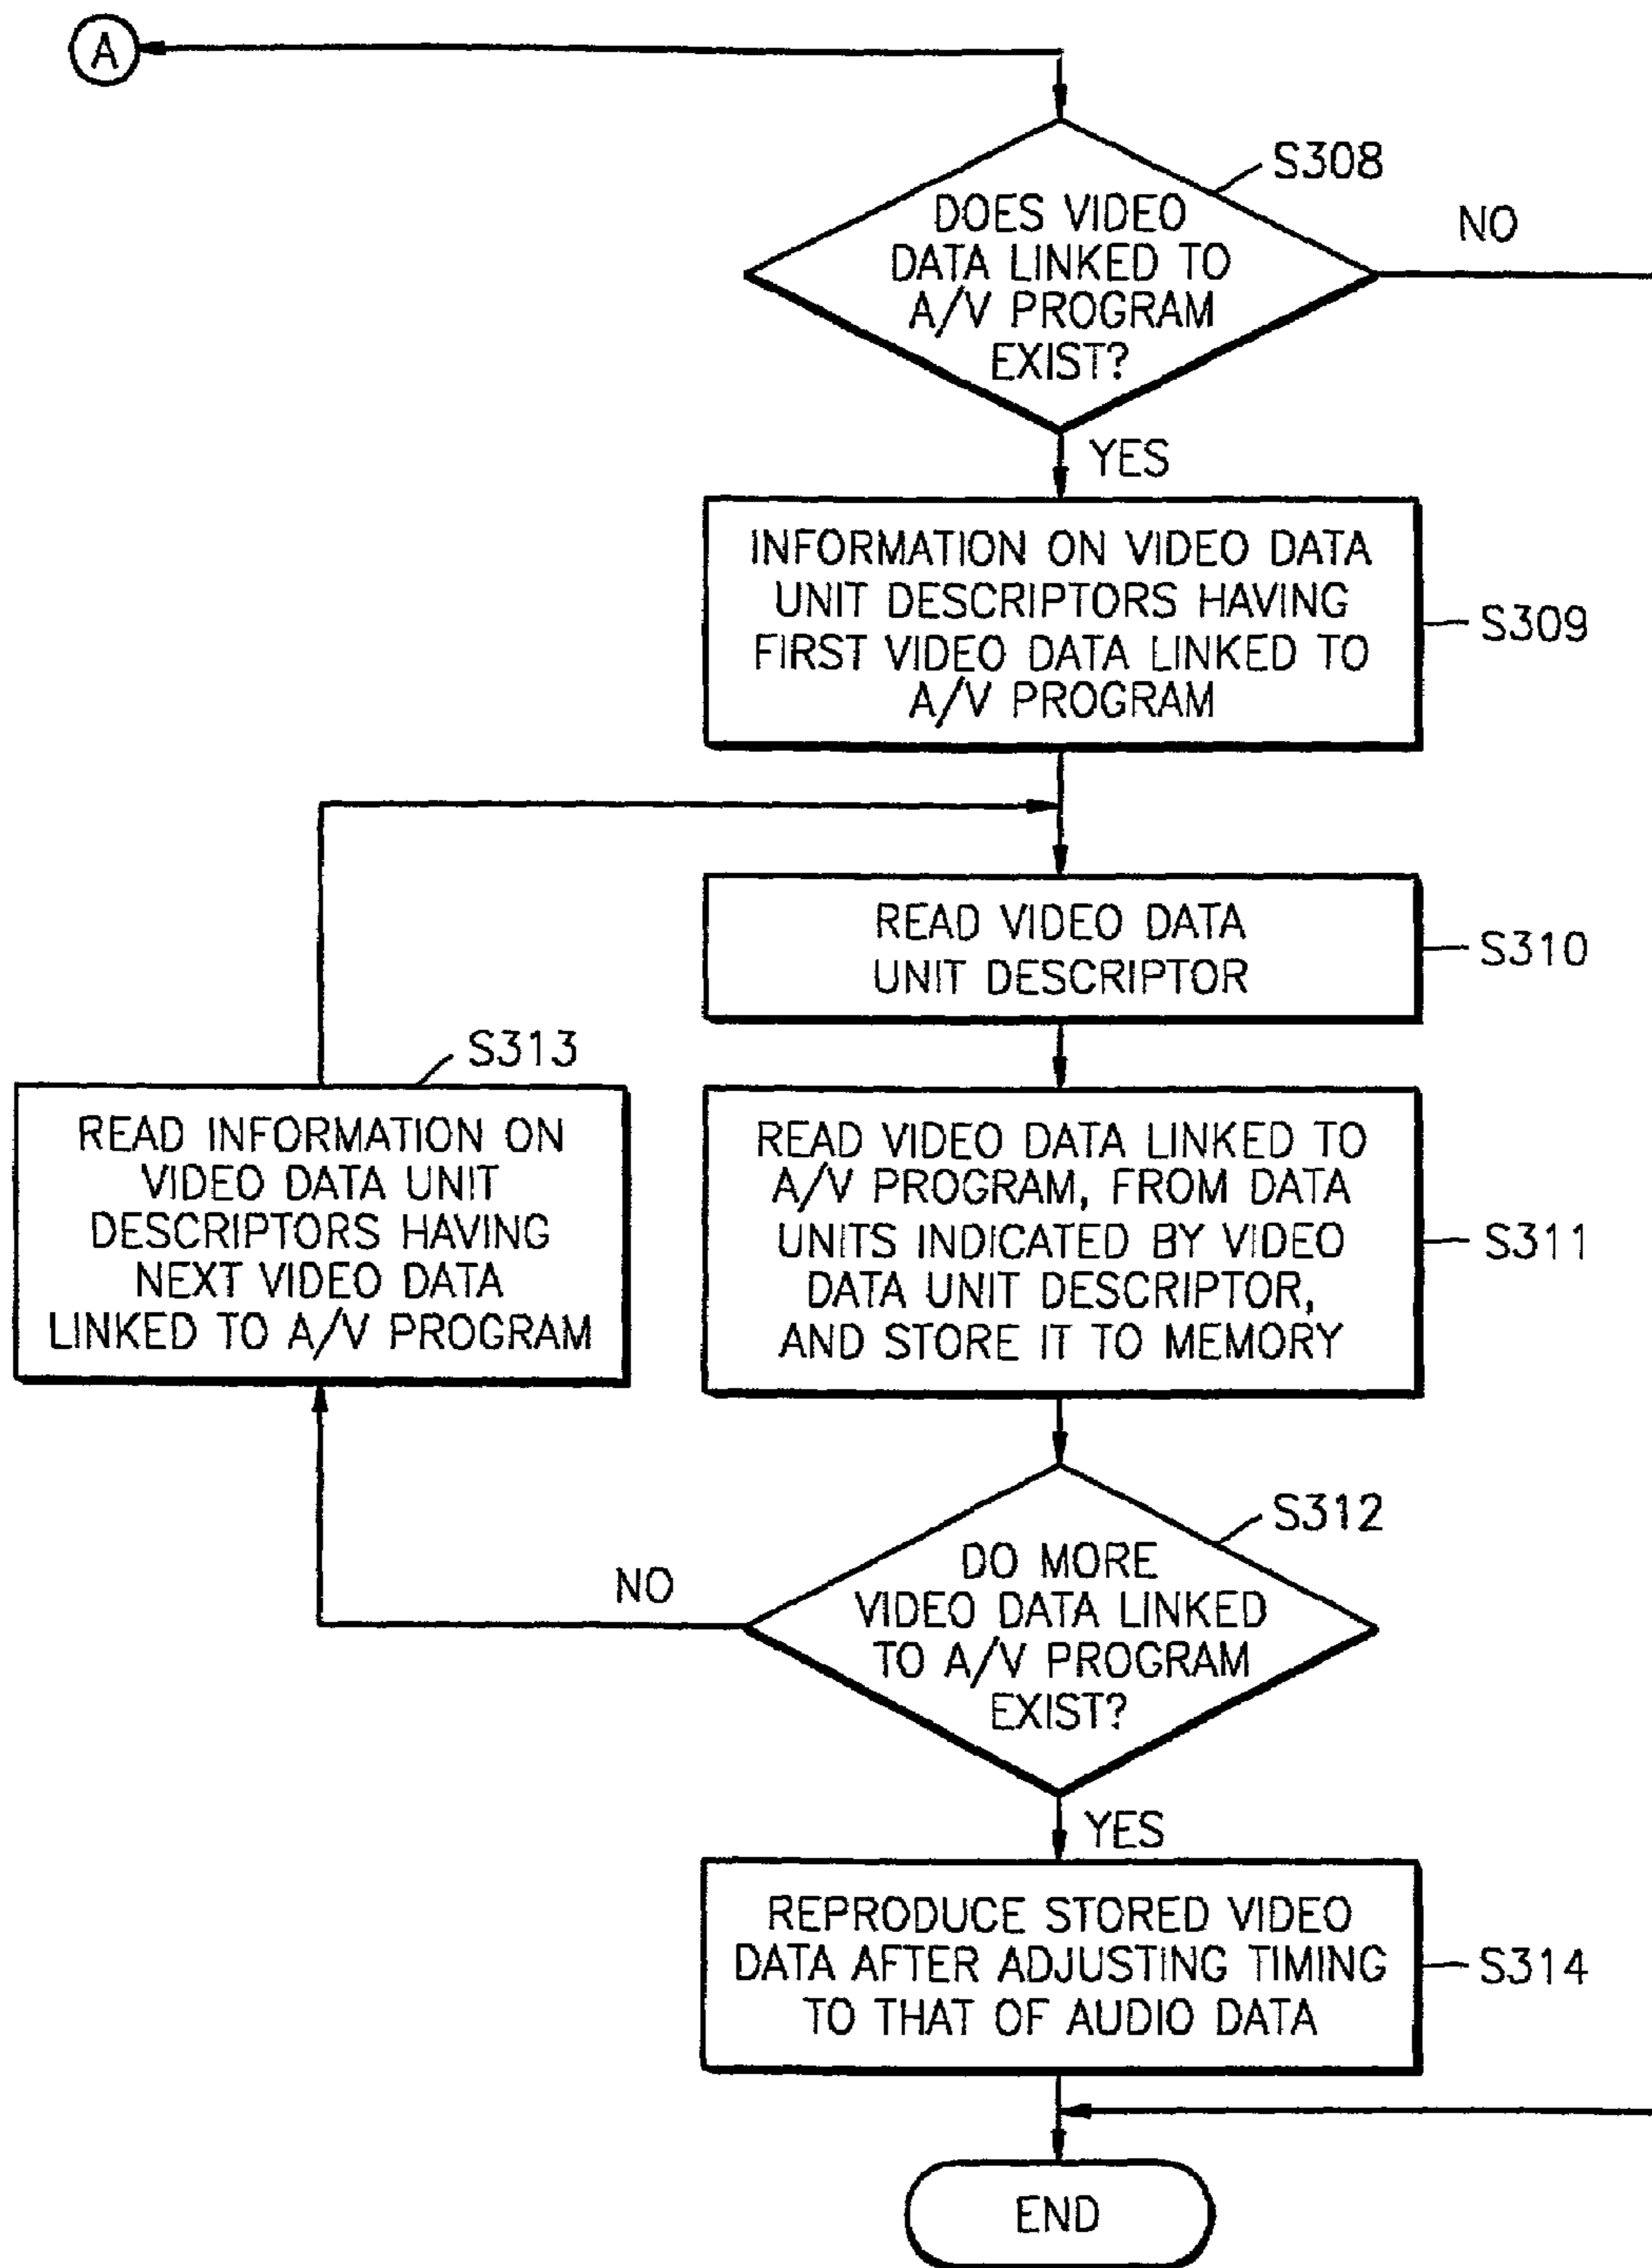 A
S308
DOES VIDEO
DATA LINKED TO
A/V PROGRAM
EXIST?
NO
YES
INFORMATION ON VIDEO DATA
UNIT DESCRIPTORS HAVING
FIRST VIDEO DATA LINKED TO
A/V PROGRAM
S309
READ VIDEO DATA
UNIT DESCRIPTOR
S310
S313
READ INFORMATION ON
VIDEO DATA UNIT
DESCRIPTORS HAVING
NEXT VIDEO DATA
LINKED TO A/V PROGRAM
READ VIDEO DATA LINKED TO
A/V PROGRAM, FROM DATA
UNITS INDICATED BY VIDEO
DATA UNIT DESCRIPTOR,
AND STORE IT TO MEMORY
S311
S312
DO MORE
VIDEO DATA LINKED
TO A/V PROGRAM
EXIST?
NO
YES
REPRODUCE STORED VIDEO
DATA AFTER ADJUSTING TIMING
TO THAT OF AUDIO DATA
S314
END